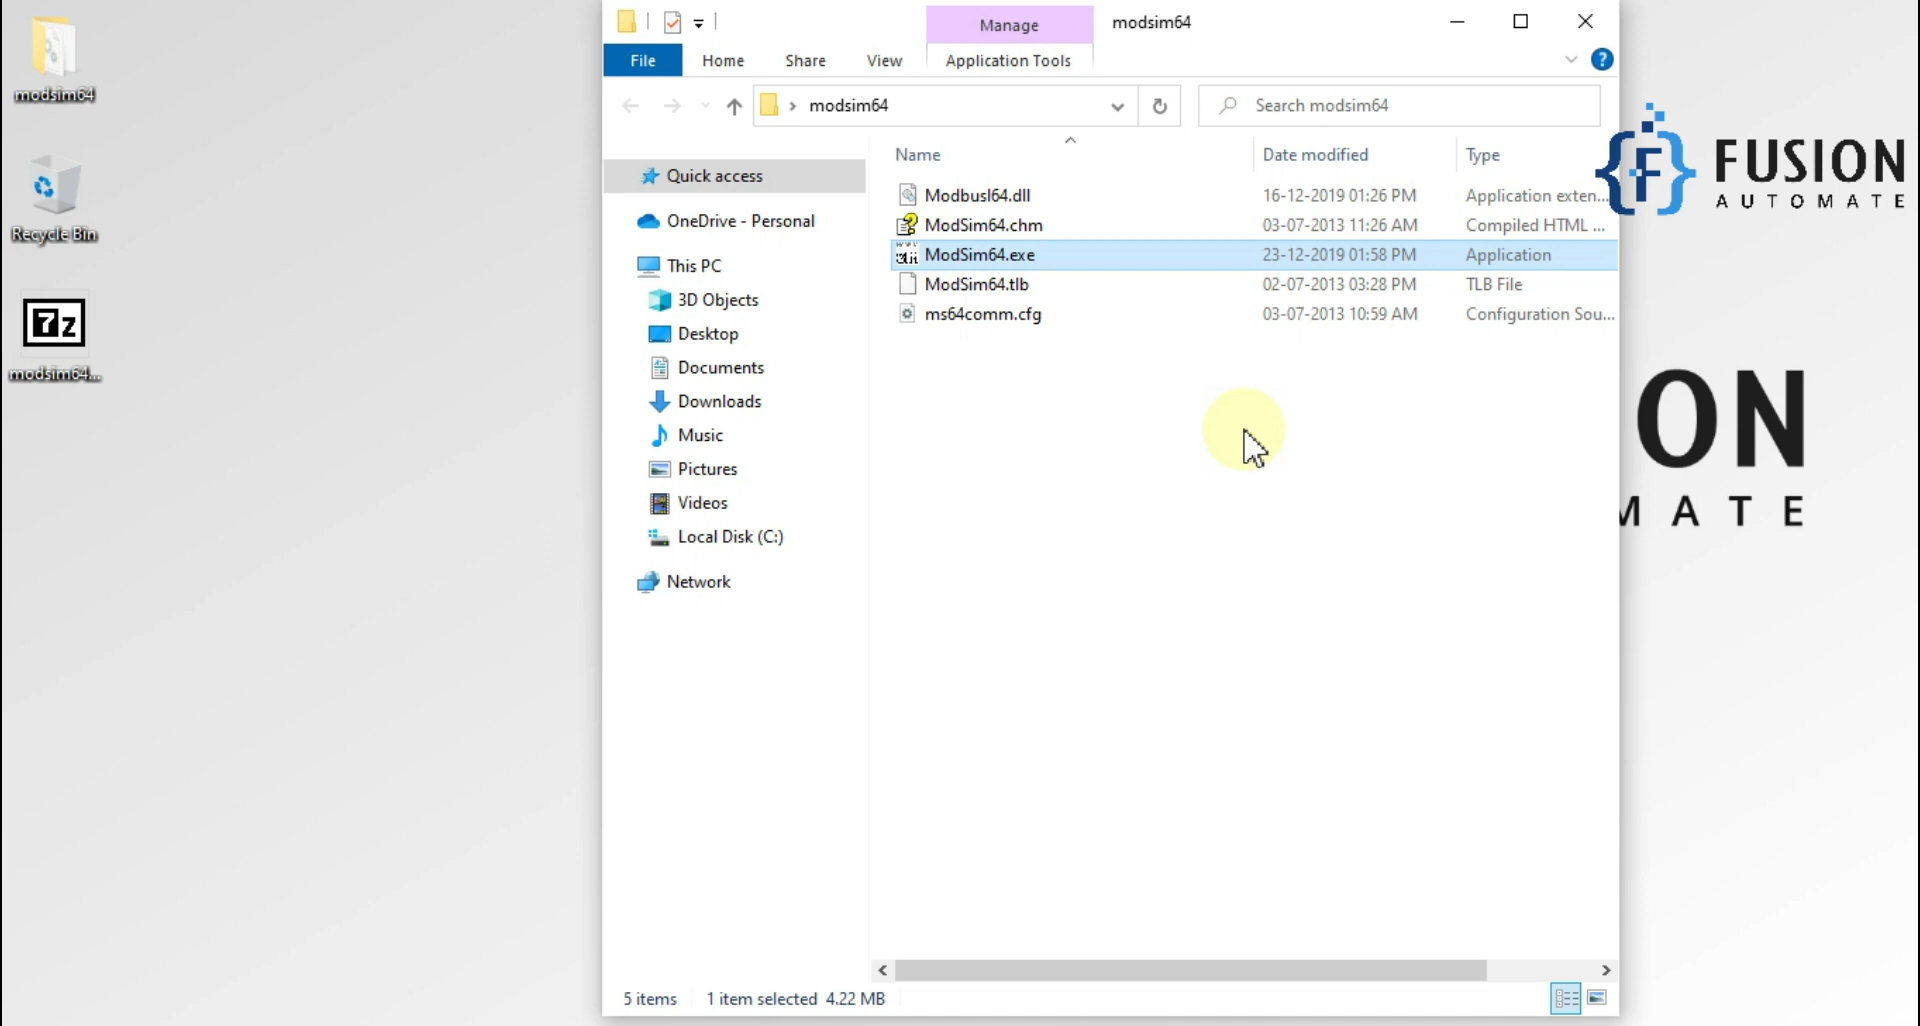 modsim64
Recycle Bin
7z
modsim64...
Manage
modsim64
File
Home
Share
View
Application Tools
?
modsim64
Search modsim64
Name
Date modified
Type
Quick access
OneDrive - Personal
This PC
3D Objects
Desktop
Documents
Downloads
Music
Pictures
Videos
Local Disk (C:)
Network
Modbusl64.dll 16-12-2019 01:26 PM Application exten...
ModSim64.chm 03-07-2013 11:26 AM Compiled HTML ...
ModSim64.exe 23-12-2019 01:58 PM Application
ModSim64.tlb 02-07-2013 03:28 PM TLB File
ms64comm.cfg 03-07-2013 10:59 AM Configuration Sou...
5 items 1 item selected 4.22 MB
{F} FUSION
AUTOMATE
ON
MATE